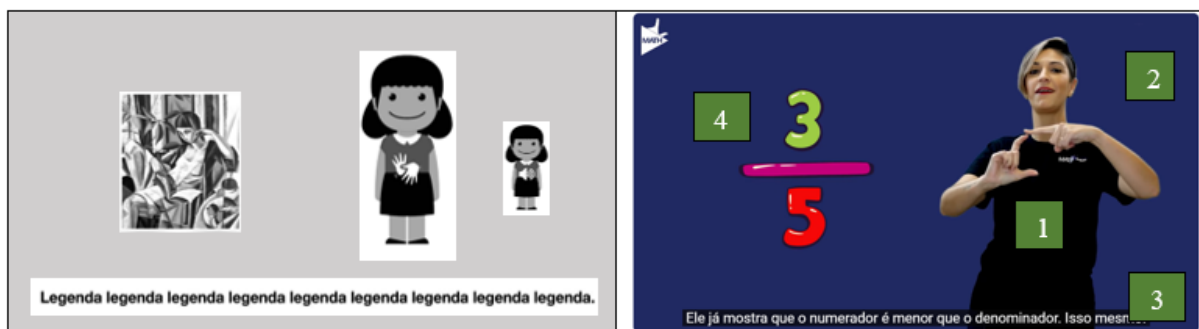 Legenda legenda legenda legenda legenda legenda legenda legenda legenda.
MATH
4
3
5
2
1
3
Ele já mostra que o numerador é menor que o denominador. Isso